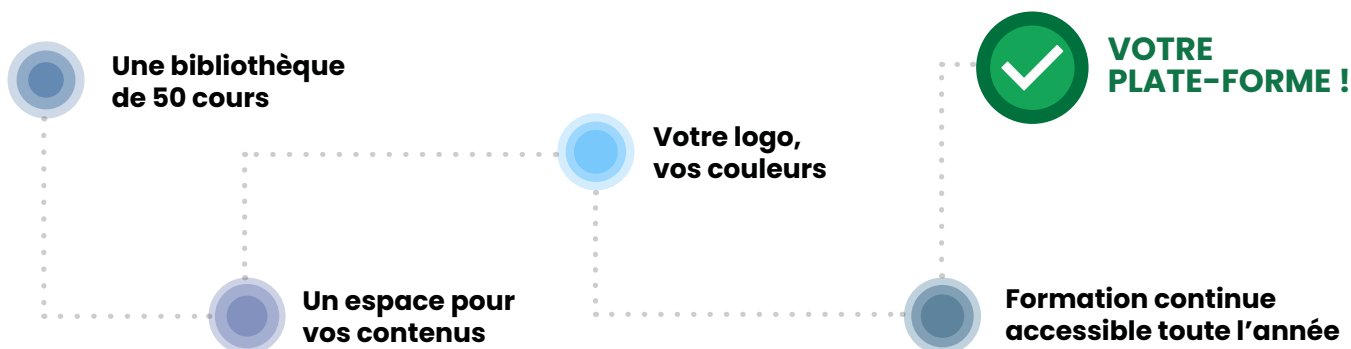 Une bibliothèque
de 50 cours
Un espace pour
vos contenus
Votre logo,
vos couleurs
Formation continue
accessible toute l’année
VOTRE
PLATE-FORME !